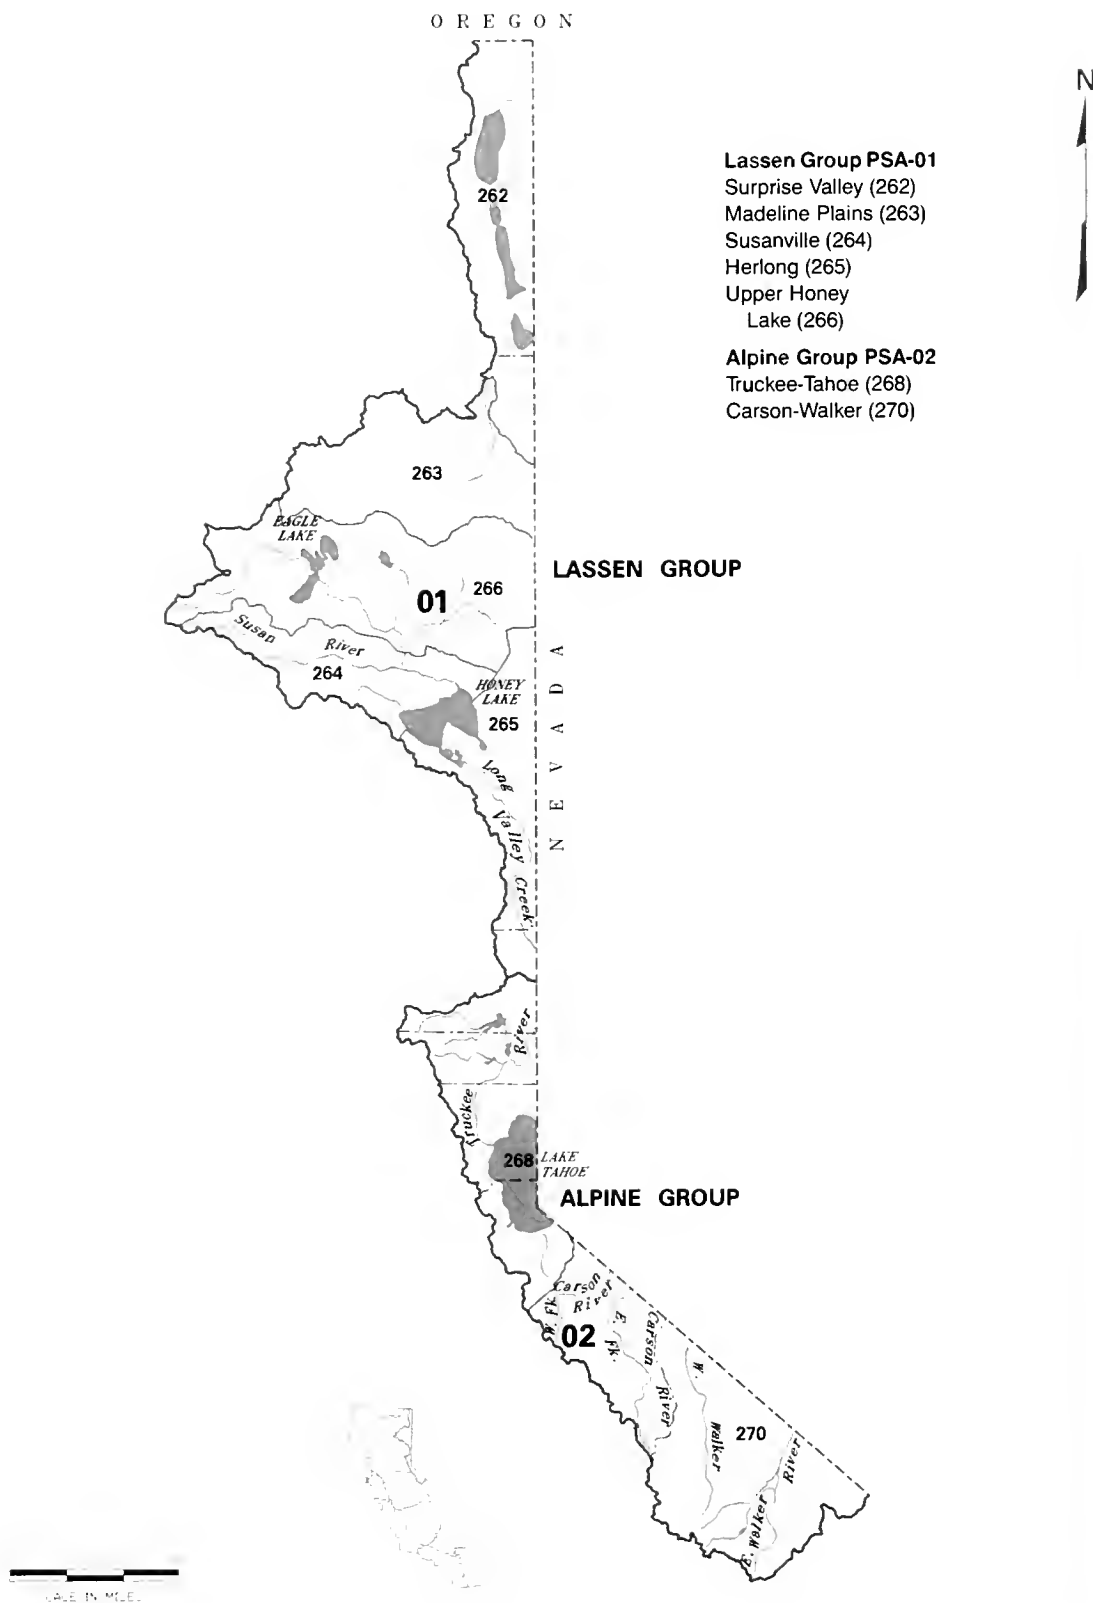 OREGON
N
Lassen Group PSA-01
Surprise Valley (262)
Madeline Plains (263)
Susanville (264)
Herlong (265)
Upper Honey
Lake (266)
Alpine Group PSA-02
Truckee-Tahoe (268)
Carson-Walker (270)
262
263
EAGLE
LAKE
LASSEN GROUP
01
266
Susan
River
264
HONEY
LAKE
265
NEVADA
Long
Valley
Creek
River
Truckee
268
LAKE
TAHOE
ALPINE GROUP
Carson
River
W. Fk.
02
E.
Fk.
Carson
River
W.
Walker
270
River
E. Walker
IN MILES